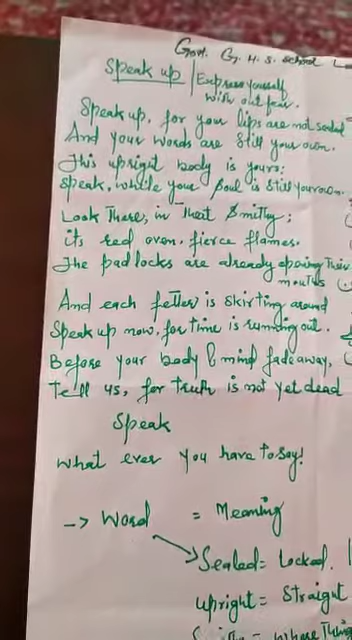 Govt. G. H. S. School
Speak up | Express yourself
with out fear.
Speak up, for your lips are not sealed
And your words are still your own.
This upright body is yours:
Speak, while your Soul is still your own.
Look There, in Their Smithy;
its red oven. fierce flames.
The padlocks are already opening Their
mouths
And each fetter is skirting around
Speak up now, for time is running out.
Before your body & mind fade away,
Tell us, for truth is not yet dead
Speak
what ever you have to say!
-> Word = Meaning
Sealed = Locked.
upright = Straigut